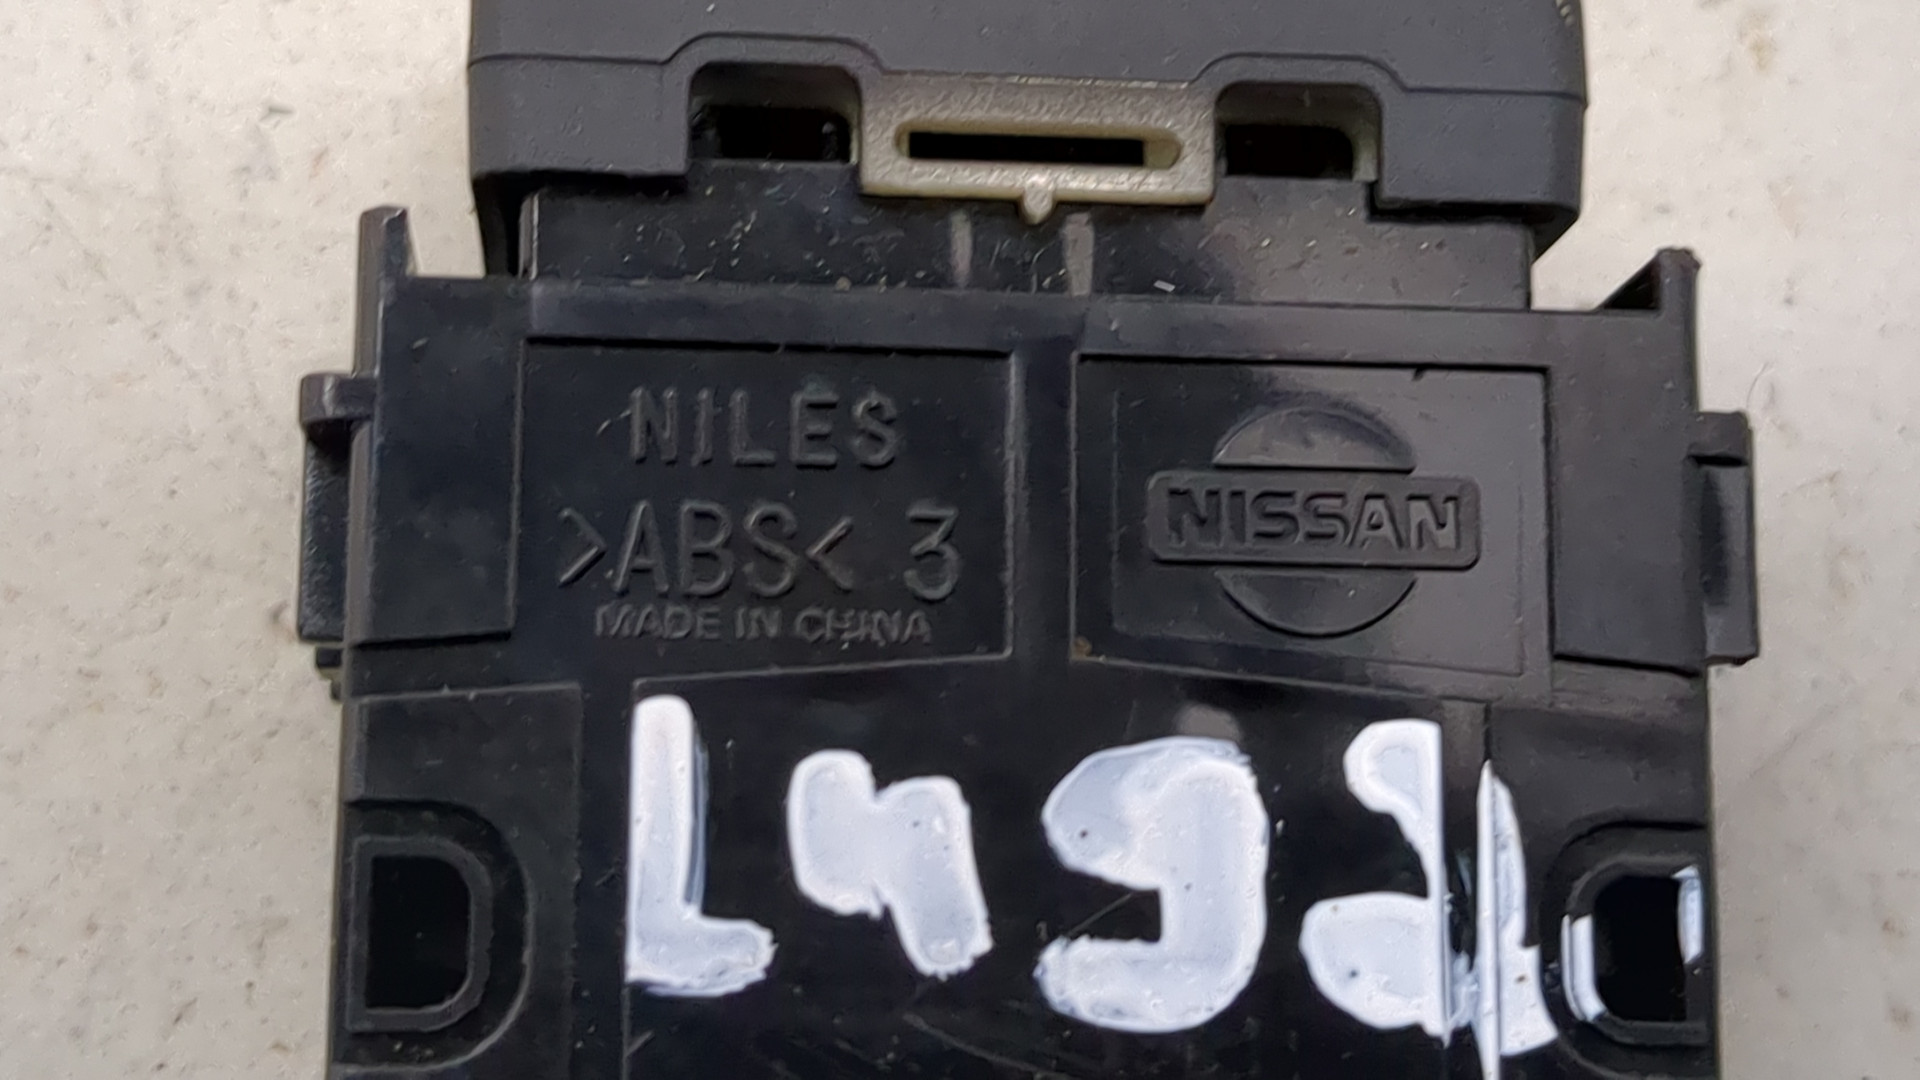 NILES
>ABS< 3
MADE IN CHINA
NISSAN